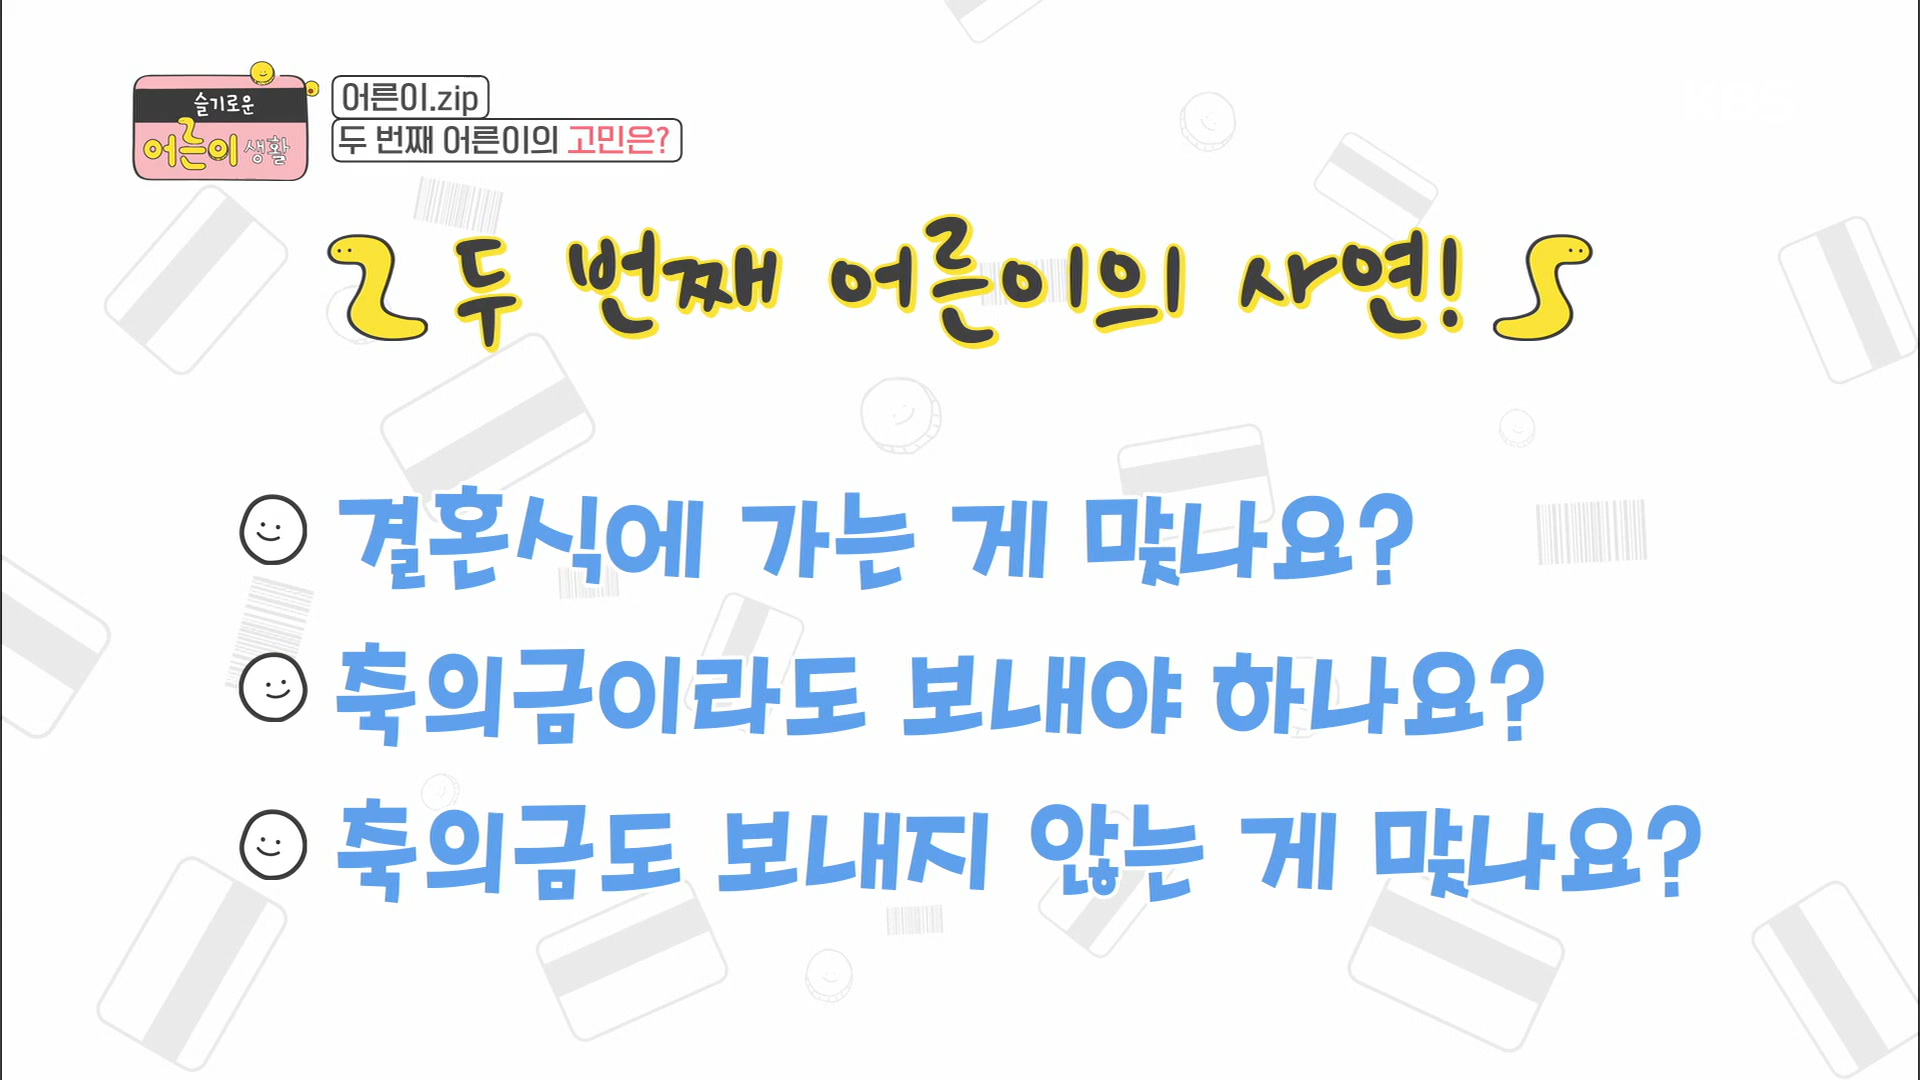 슬기로운
어른이 생활
어른이.zip
두 번째 어른이의 고민은?
두 번째 어른이의 사연!
결혼식에 가는 게 맞나요?
축의금이라도 보내야 하나요?
축의금도 보내지 않는 게 맞나요?